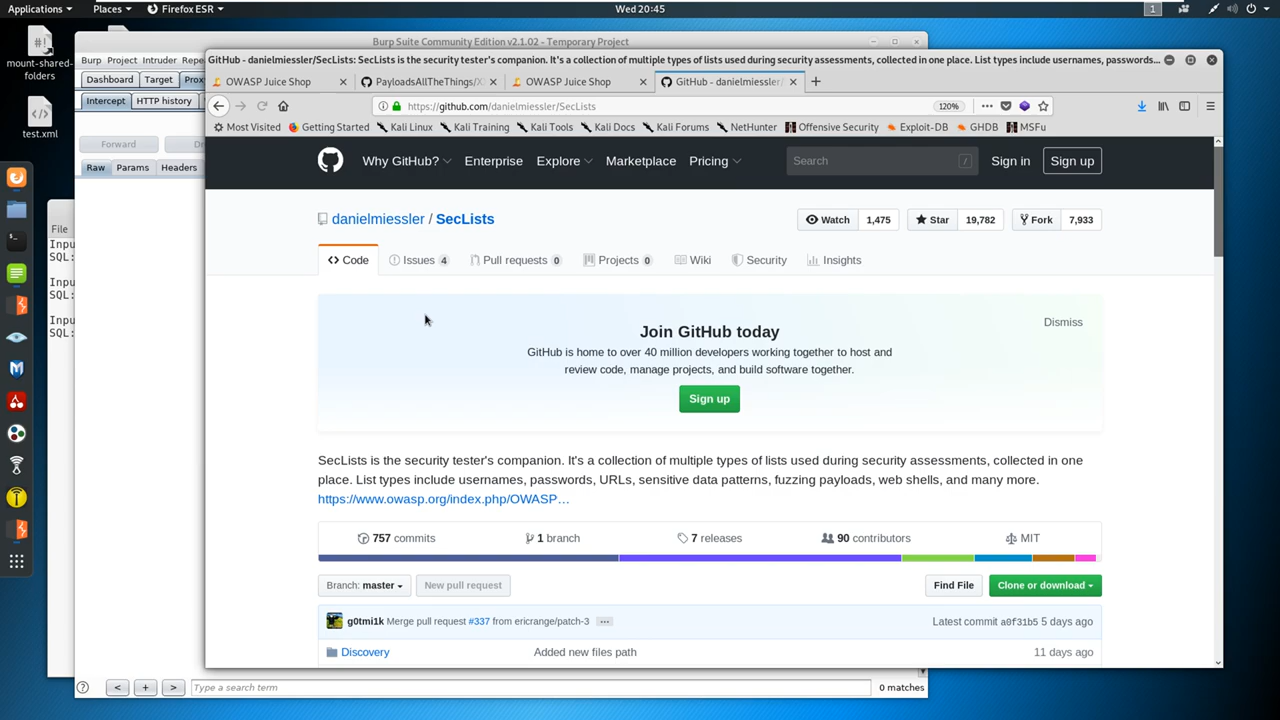 Applications
Places
Firefox ESR
Wed 20:45
1
mount-shared-folders
test.xml
Burp Suite Community Edition v2.1.02 - Temporary Project
Burp Project Intruder Repe
Dashboard Target Prox
Intercept HTTP history
Forward Dr
Raw Params Headers
File
Inpu
SQL:
Inpu
SQL:
Inpu
SQL:
GitHub - danielmiessler/SecLists: SecLists is the security tester's companion. It's a collection of multiple types of lists used during security assessments, collected in one place. List types include usernames, passwords...
OWASP Juice Shop
PayloadsAllTheThings/X
OWASP Juice Shop
GitHub - danielmiessler/
https://github.com/danielmiessler/SecLists
120%
Most Visited Getting Started Kali Linux Kali Training Kali Tools Kali Docs Kali Forums NetHunter Offensive Security Exploit-DB GHDB MSFu
Why GitHub? Enterprise Explore Marketplace Pricing
Search /
Sign in Sign up
danielmiessler / SecLists
Watch 1,475 Star 19,782 Fork 7,933
Code Issues 4 Pull requests 0 Projects 0 Wiki Security Insights
Join GitHub today
Dismiss
GitHub is home to over 40 million developers working together to host and
review code, manage projects, and build software together.
Sign up
SecLists is the security tester's companion. It's a collection of multiple types of lists used during security assessments, collected in one
place. List types include usernames, passwords, URLs, sensitive data patterns, fuzzing payloads, web shells, and many more.
https://www.owasp.org/index.php/OWASP…
757 commits 1 branch 7 releases 90 contributors MIT
Branch: master New pull request Find File Clone or download
g0tmi1k Merge pull request #337 from ericrange/patch-3 ... Latest commit a0f31b5 5 days ago
Discovery Added new files path 11 days ago
? < + > Type a search term 0 matches